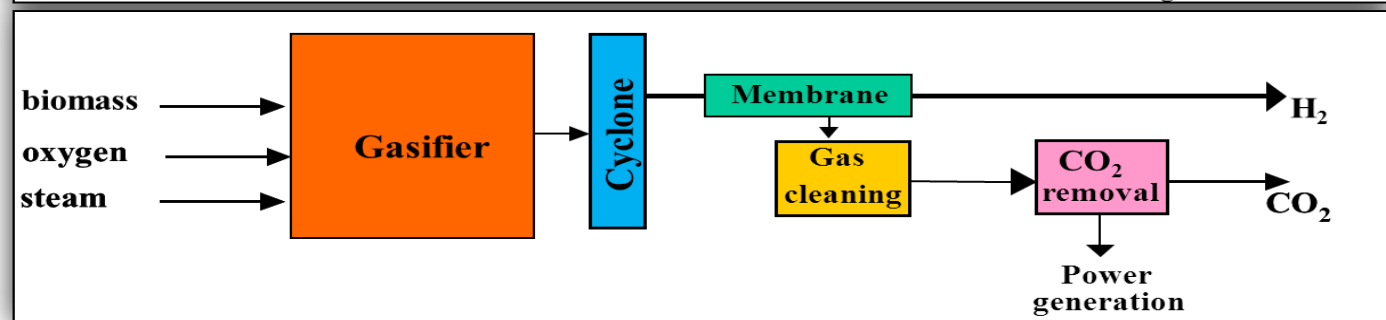 biomass
oxygen
steam
Gasifier
Cyclone
Membrane
H₂
Gas
cleaning
CO₂
removal
CO₂
Power
generation